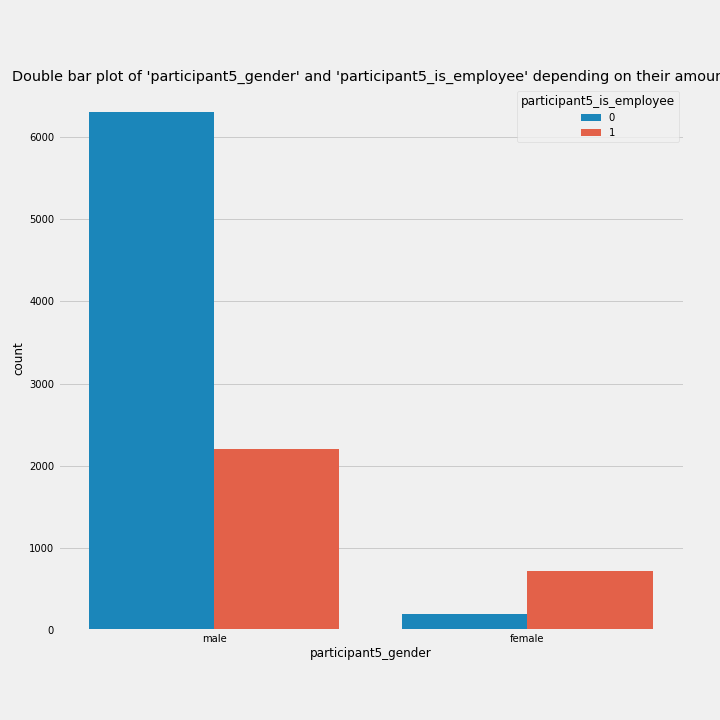 Double bar plot of 'participant5_gender' and 'participant5_is_employee' depending on their amour
participant5_is_employee
0
1
6000
5000
4000
3000
2000
1000
0
count
male
female
participant5_gender